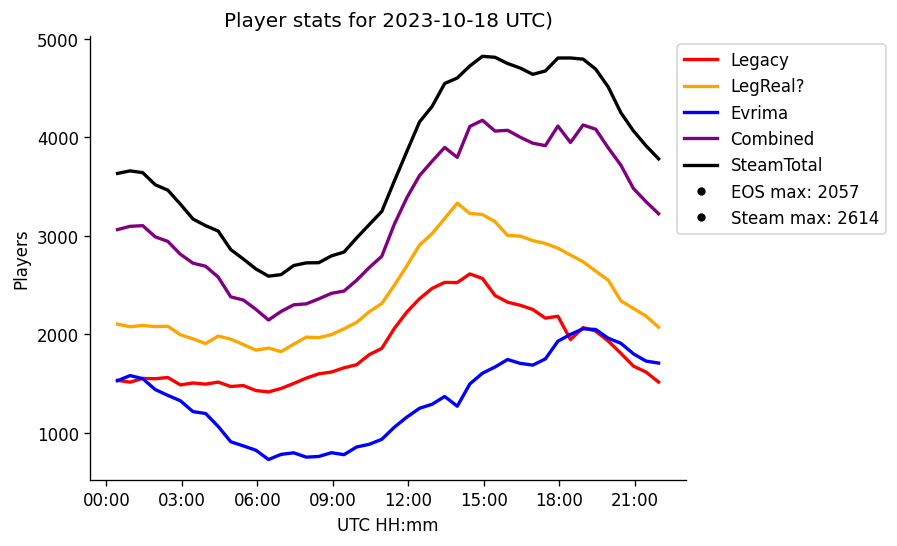 Player stats for 2023-10-18 UTC)
5000
4000
3000
2000
1000
Players
00:00 03:00 06:00 09:00 12:00 15:00 18:00 21:00
UTC HH:mm
Legacy
LegReal?
Evrima
Combined
SteamTotal
EOS max: 2057
Steam max: 2614